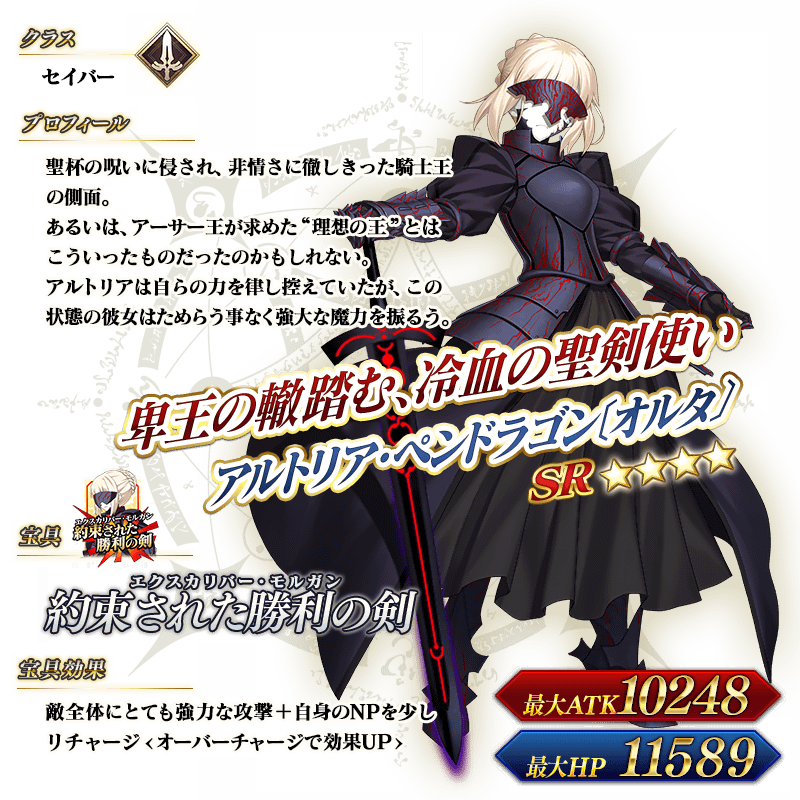 クラス
セイバー
プロフィール
聖杯の呪いに侵され、非情さに徹しきった騎士王
の側面。
あるいは、アーサー王が求めた“理想の王”とは
こういったものだったのかもしれない。
アルトリアは自らの力を律し控えていたが、この
状態の彼女はためらう事なく強大な魔力を振るう。
卑王の轍踏む、冷血の聖剣使い
アルトリア・ペンドラゴン〔オルタ〕
SR ★★★★
宝具
エクスカリバー・モルガン
約束された
勝利の剣
エクスカリバー・モルガン
約束された勝利の剣
宝具効果
敵全体にとても強力な攻撃＋自身のNPを少し
リチャージ<オーバーチャージで効果UP>
最大ATK 10248
最大HP 11589